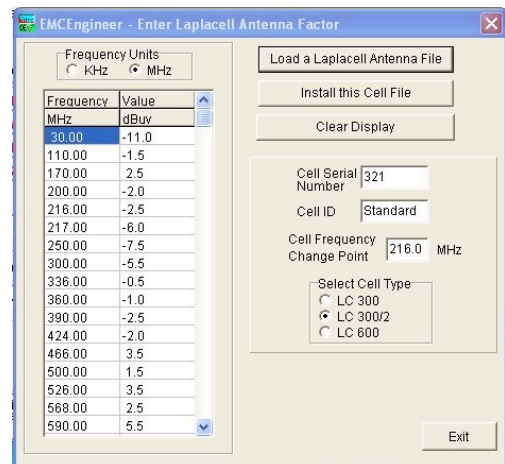 EMCEngineer - Enter Laplacell Antenna Factor
Frequency Units
KHz MHz
Frequency Value
MHz dBuv
30.00 -11.0
110.00 -1.5
170.00 2.5
200.00 -2.0
216.00 -2.5
217.00 -6.0
250.00 -7.5
300.00 -5.5
336.00 -0.5
360.00 -1.0
390.00 -2.5
424.00 -2.0
466.00 3.5
500.00 1.5
526.00 3.5
568.00 2.5
590.00 5.5
Load a Laplacell Antenna File
Install this Cell File
Clear Display
Cell Serial Number 321
Cell ID Standard
Cell Frequency Change Point 216.0 MHz
Select Cell Type
LC 300
LC 300/2
LC 600
Exit